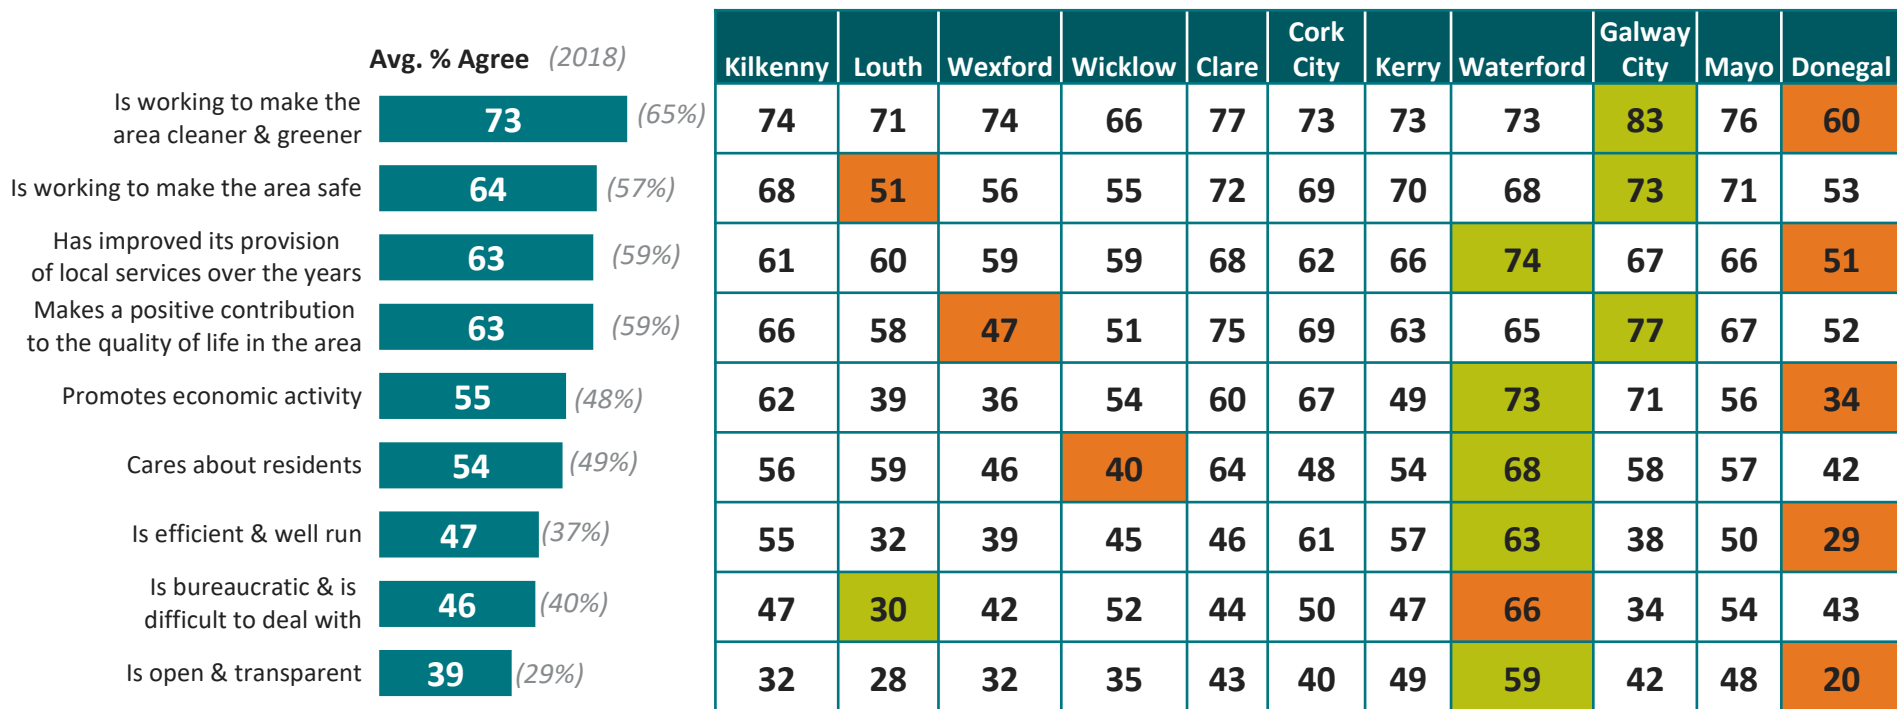 Avg. % Agree (2018)
Kilkenny Louth Wexford Wicklow Clare Cork City Kerry Waterford Galway City Mayo Donegal
Is working to make the
area cleaner & greener
73 (65%) 74 71 74 66 77 73 73 73 83 76 60
Is working to make the area safe 64 (57%) 68 51 56 55 72 69 70 68 73 71 53
Has improved its provision
of local services over the years
63 (59%) 61 60 59 59 68 62 66 74 67 66 51
Makes a positive contribution
to the quality of life in the area
63 (59%) 66 58 47 51 75 69 63 65 77 67 52
Promotes economic activity 55 (48%) 62 39 36 54 60 67 49 73 71 56 34
Cares about residents 54 (49%) 56 59 46 40 64 48 54 68 58 57 42
Is efficient & well run 47 (37%) 55 32 39 45 46 61 57 63 38 50 29
Is bureaucratic & is
difficult to deal with
46 (40%) 47 30 42 52 44 50 47 66 34 54 43
Is open & transparent 39 (29%) 32 28 32 35 43 40 49 59 42 48 20